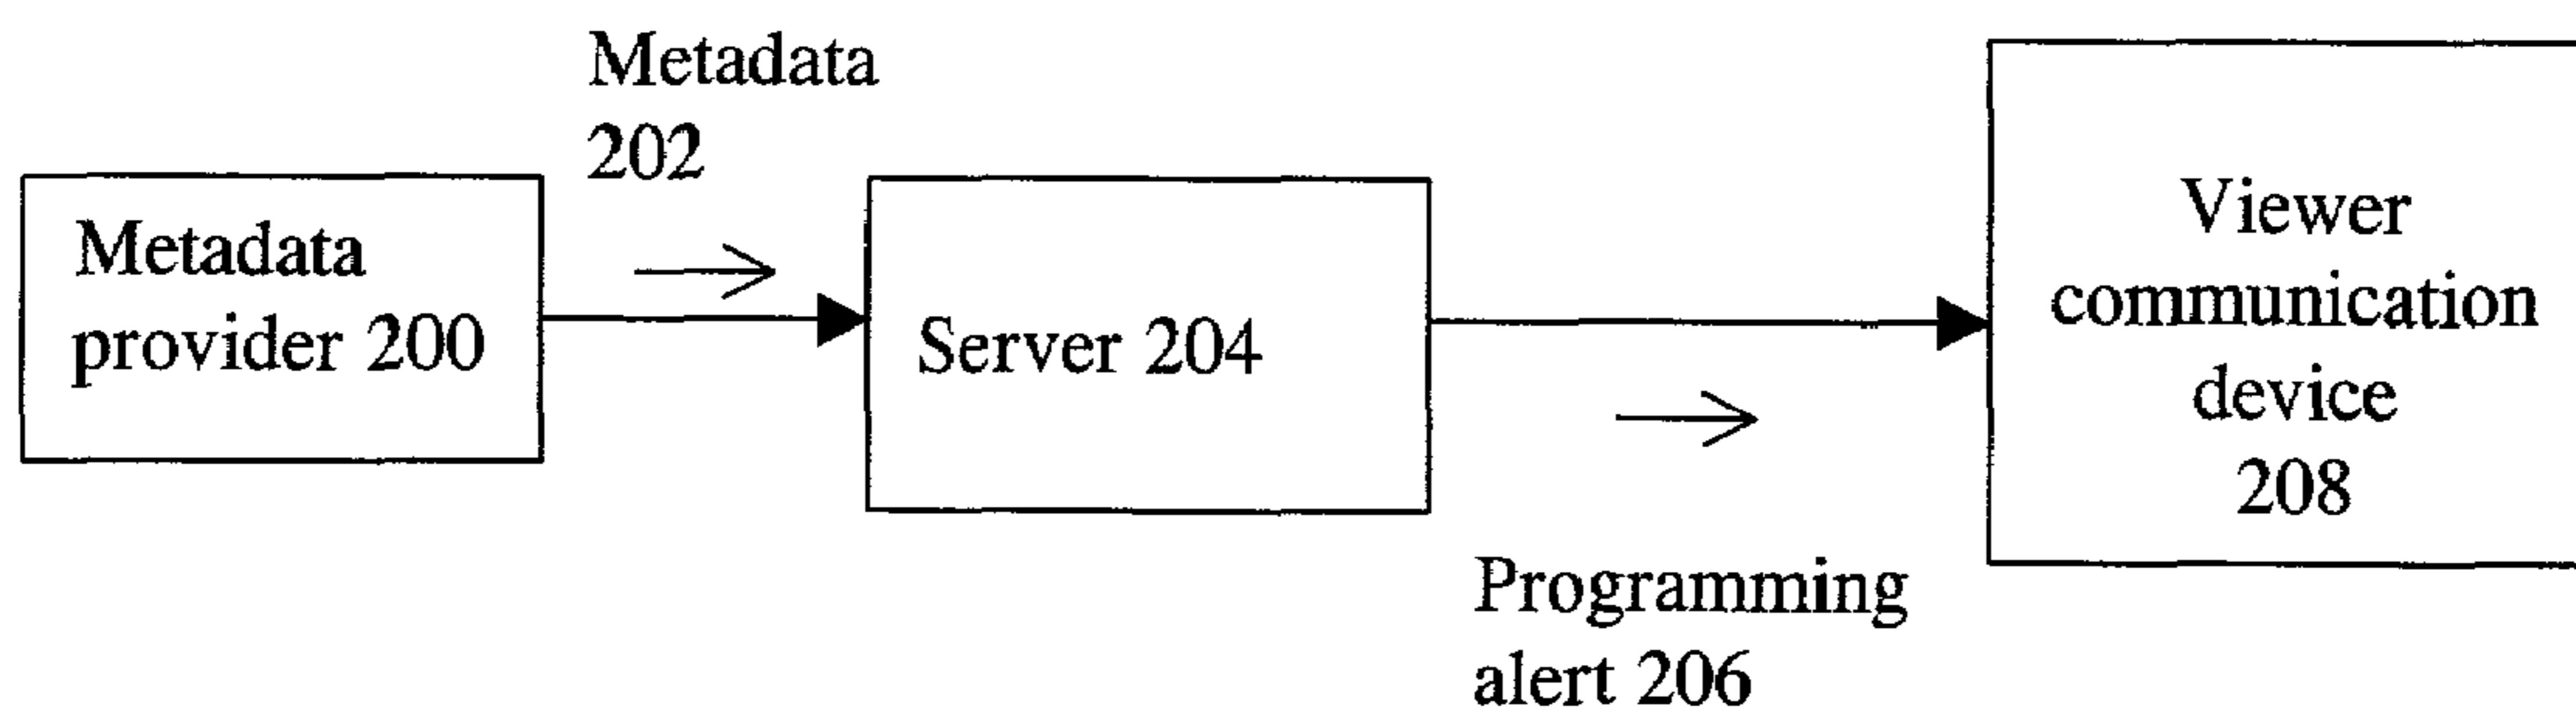 Metadata
202
Metadata
provider 200
Server 204
Viewer
communication
device
208
Programming
alert 206